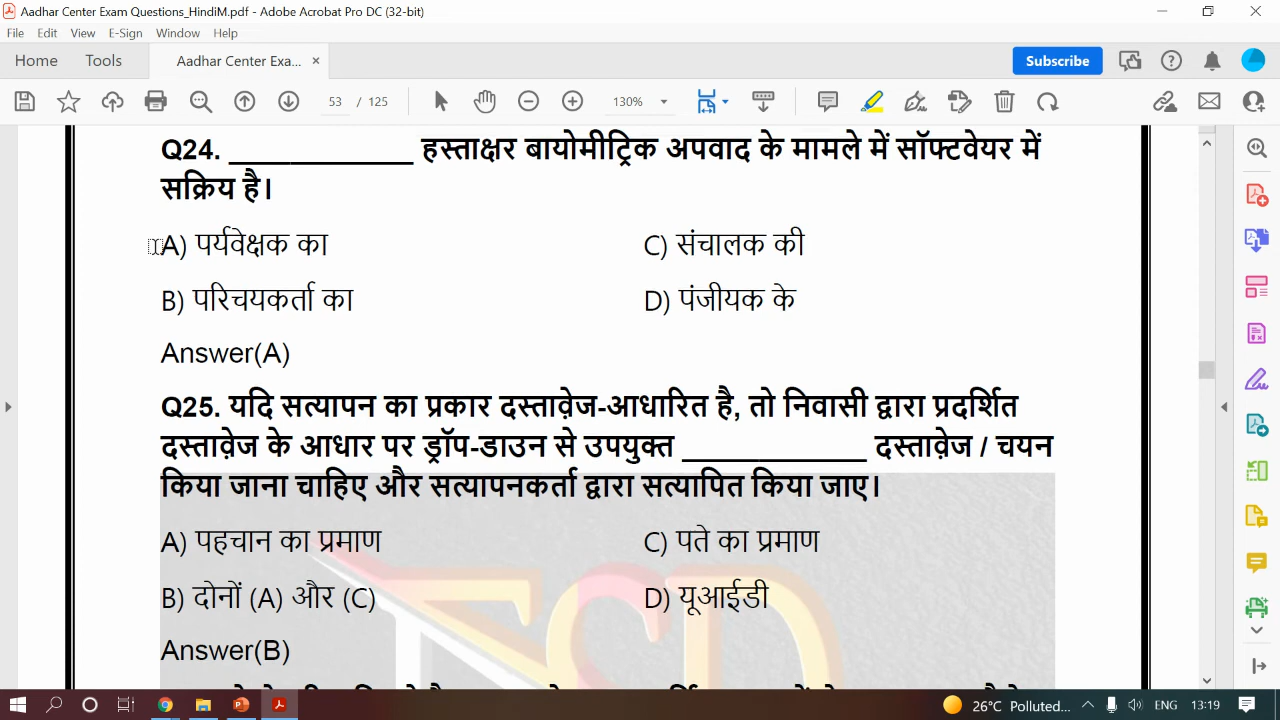 Aadhar Center Exam Questions_HindiM.pdf - Adobe Acrobat Pro DC (32-bit)
File Edit View E-Sign Window Help
Home Tools Aadhar Center Exa... × Subscribe
53 / 125 130%
Q24. ____________ हस्ताक्षर बायोमीट्रिक अपवाद के मामले में सॉफ्टवेयर में
सक्रिय है।
A) पर्यवेक्षक का C) संचालक की
B) परिचयकर्ता का D) पंजीयक के
Answer(A)
Q25. यदि सत्यापन का प्रकार दस्तावे़ज-आधारित है, तो निवासी द्वारा प्रदर्शित
दस्तावे़ज के आधार पर ड्रॉप-डाउन से उपयुक्त ____________ दस्तावे़ज / चयन
किया जाना चाहिए और सत्यापनकर्ता द्वारा सत्यापित किया जाए।
A) पहचान का प्रमाण C) पते का प्रमाण
B) दोनों (A) और (C) D) यूआईडी
Answer(B)
26°C Polluted... ENG 13:19